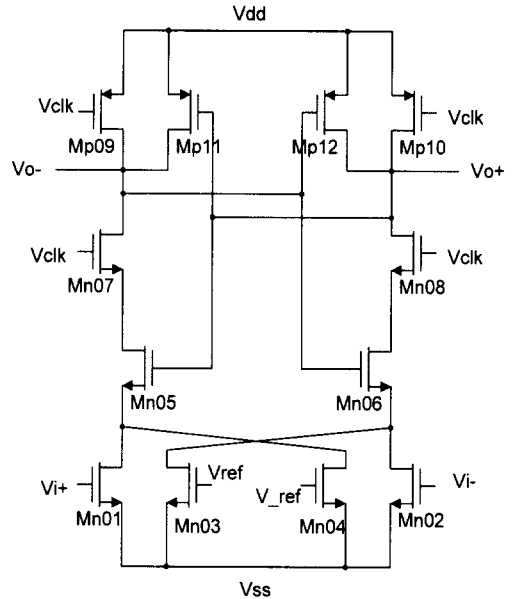 Vdd
Vclk
Mp09
Mp11
Mp12
Mp10
Vclk
Vo-
Vo+
Vclk
Mn07
Vclk
Mn08
Mn05
Mn06
Vi+
Mn01
Vref
Mn03
V_ref
Mn04
Vi-
Mn02
Vss